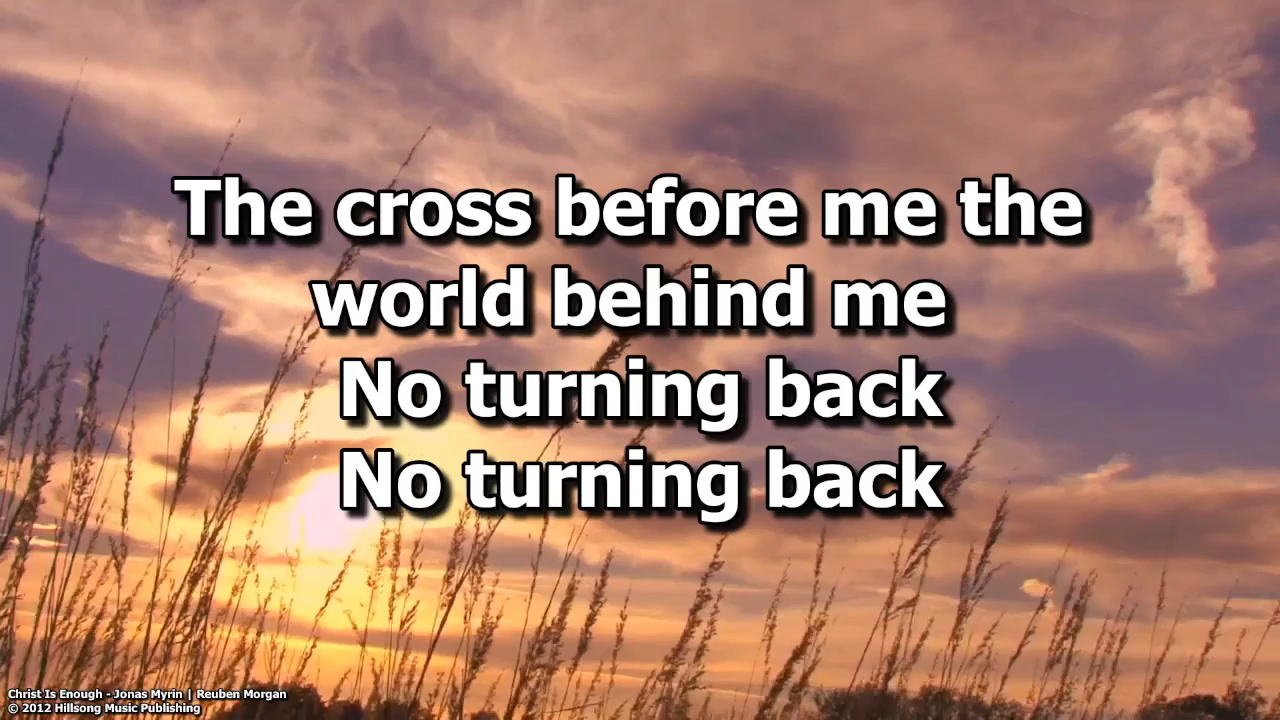 The cross before me the
world behind me
No turning back
No turning back
Christ Is Enough - Jonas Myrin | Reuben Morgan
© 2012 Hillsong Music Publishing